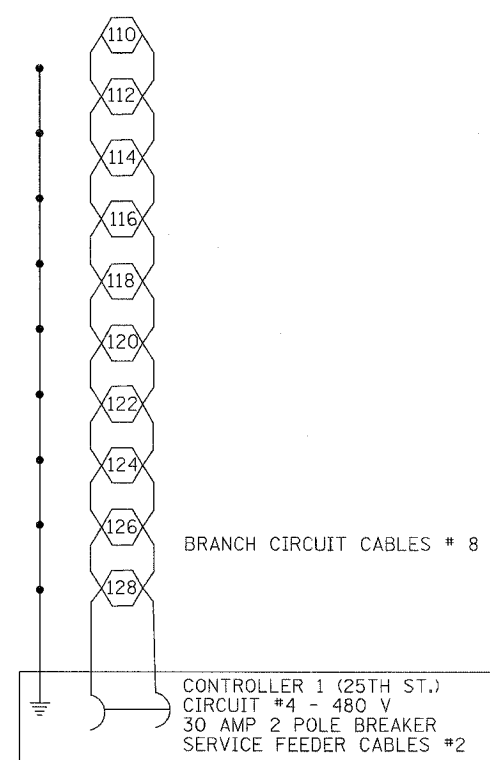 110
112
114
116
118
120
122
124
126
BRANCH CIRCUIT CABLES # 8
128
CONTROLLER 1 (25TH ST.)
CIRCUIT #4 - 480 V
30 AMP 2 POLE BREAKER
SERVICE FEEDER CABLES #2